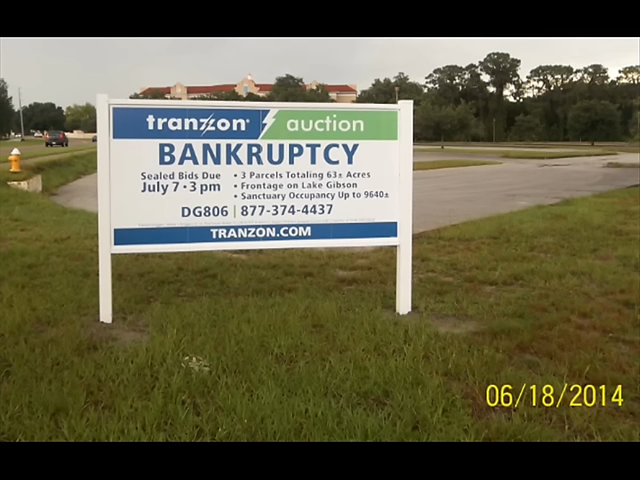 tranzon® auction
BANKRUPTCY
Sealed Bids Due
July 7 • 3 pm
• 3 Parcels Totaling 63± Acres
• Frontage on Lake Gibson
• Sanctuary Occupancy Up to 9640±
DG806 | 877-374-4437
TRANZON.COM
06/18/2014